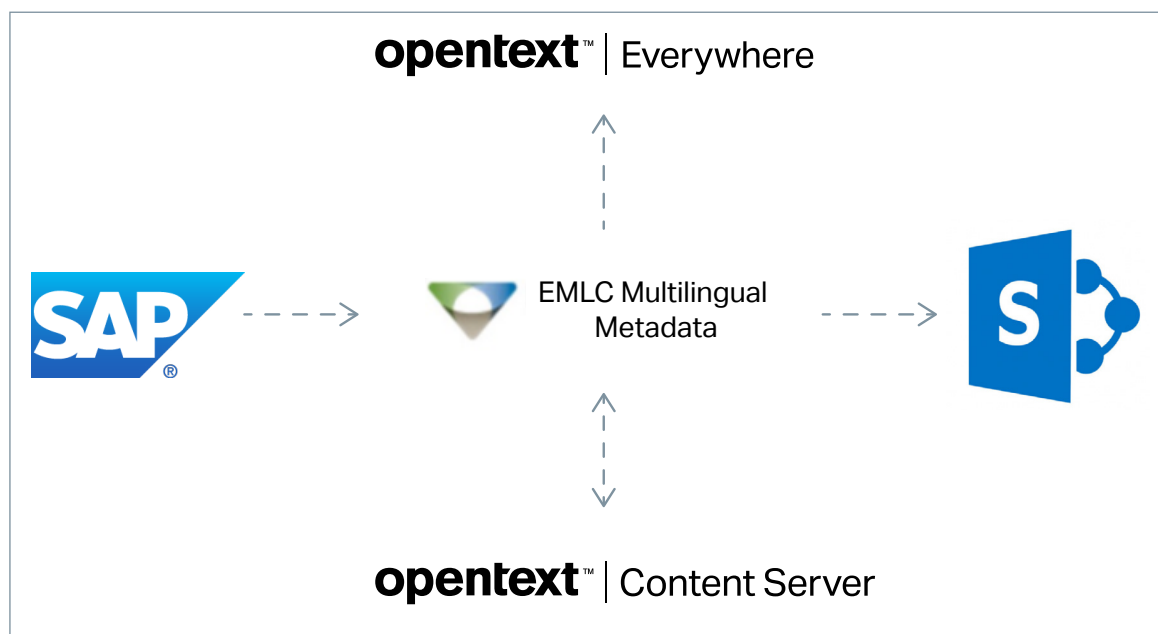 opentext™ | Everywhere
SAP®
EMLC Multilingual
Metadata
S
opentext™ | Content Server